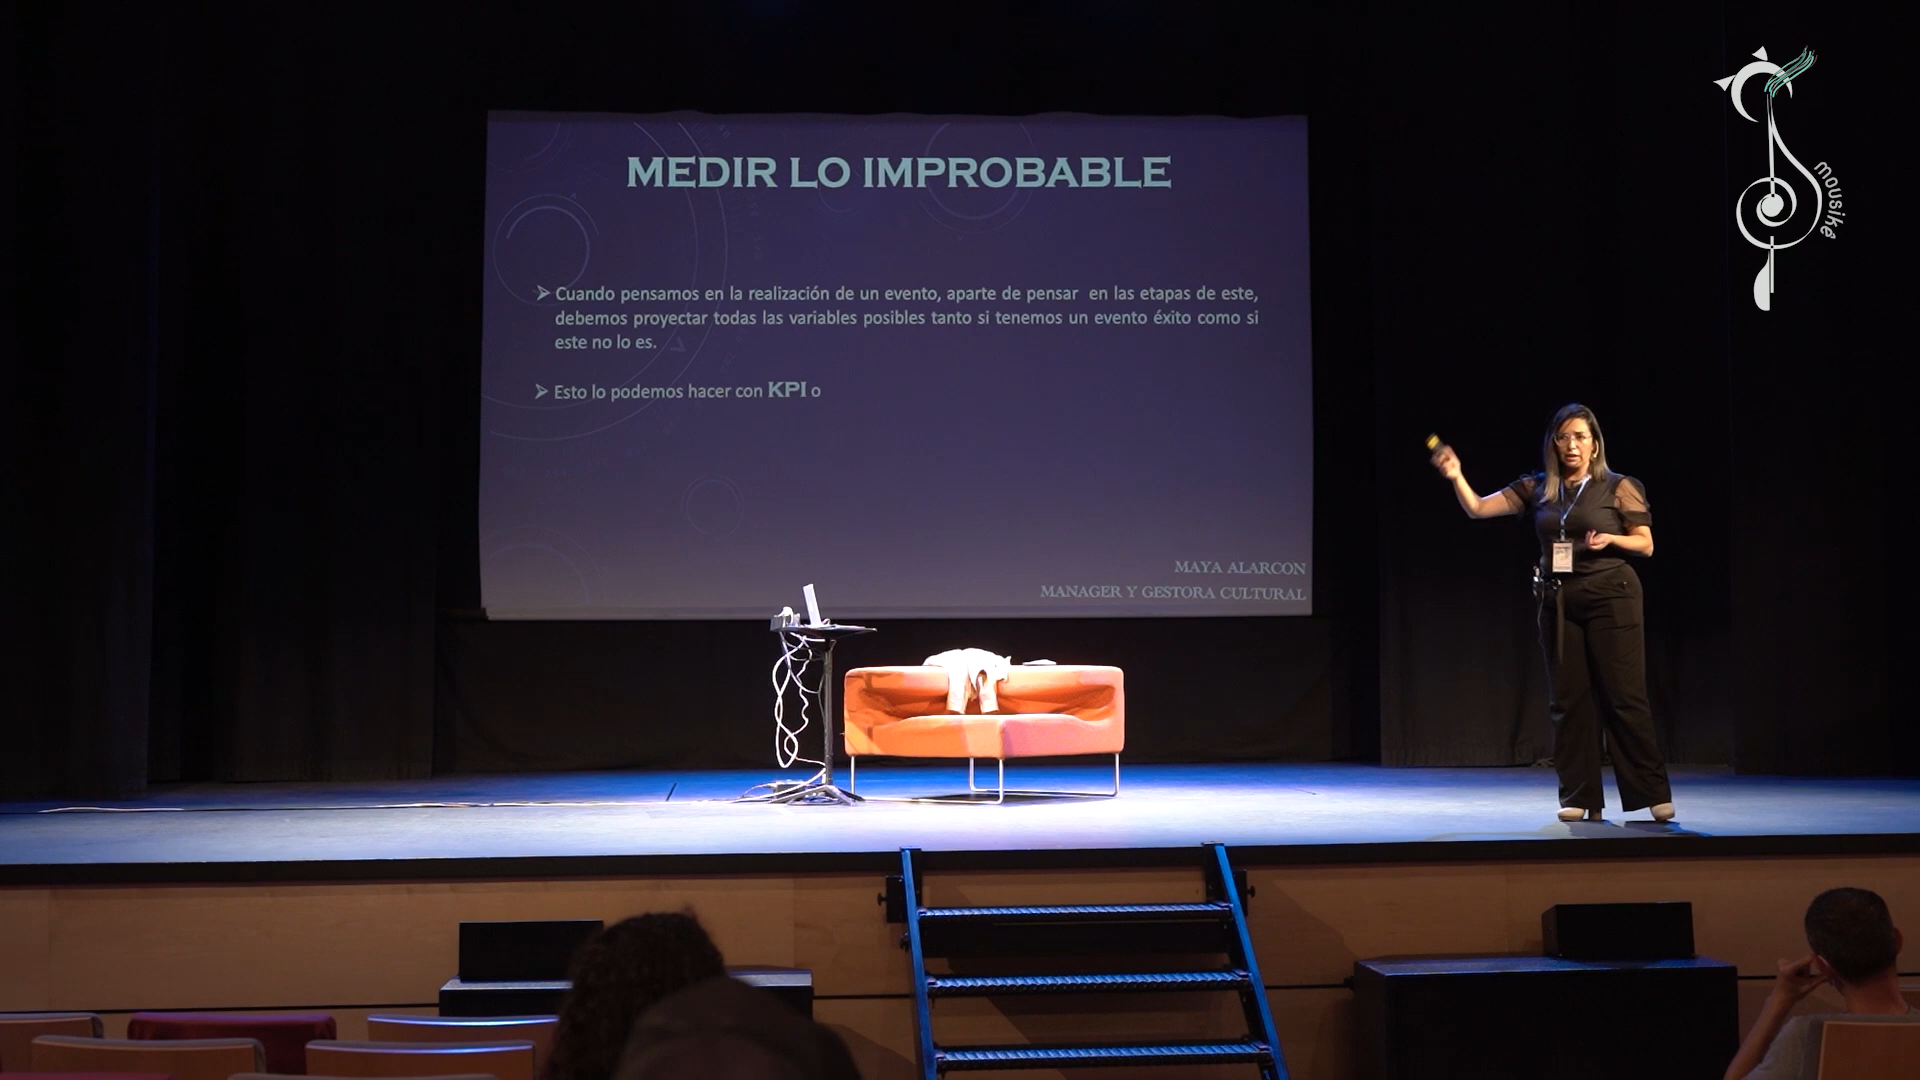 MEDIR LO IMPROBABLE
➤ Cuando pensamos en la realización de un evento, aparte de pensar en las etapas de este,
debemos proyectar todas las variables posibles tanto si tenemos un evento éxito como si
este no lo es.
➤ Esto lo podemos hacer con KPI o
MAYA ALARCON
MANAGER Y GESTORA CULTURAL
mousikê